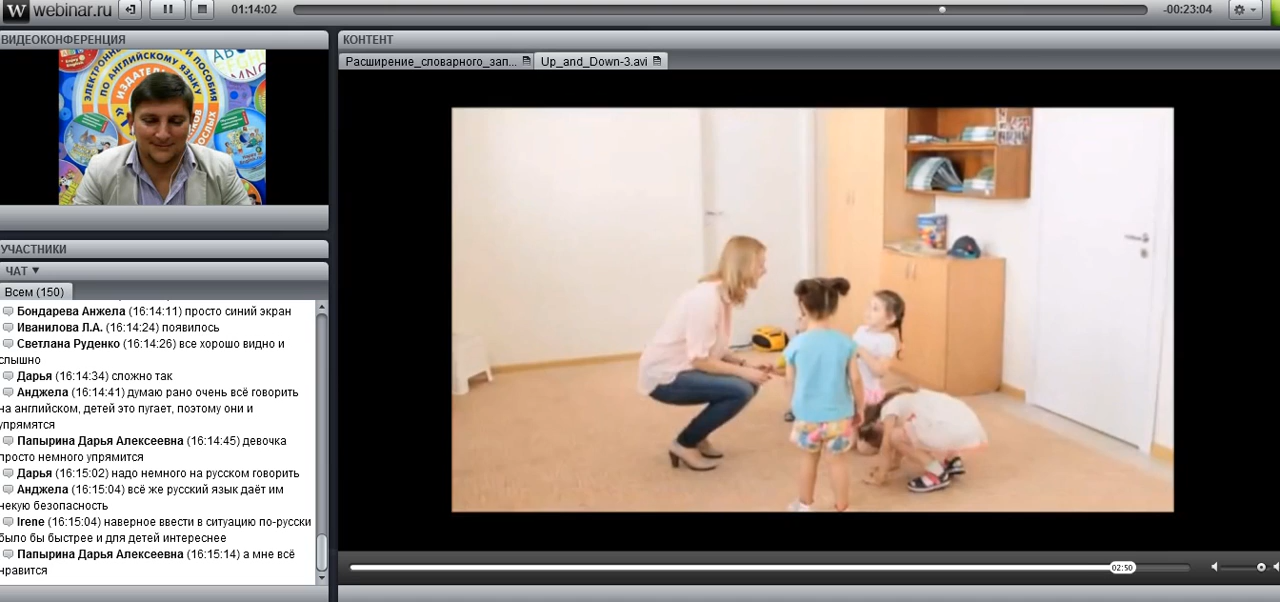 W webinar.ru 01:14:02 -00:23:04
ВИДЕОКОНФЕРЕНЦИЯ
КОНТЕНТ
Расширение_словарного_зап... Up_and_Down-3.avi
ЭЛЕКТРОННЫЕ
И ПОСОБИЯ
ПО АНГЛИЙСКОМУ ЯЗЫКУ
УЧАСТНИКИ
ЧАТ
Всем (150)
Бондарева Анжела (16:14:11) просто синий экран
Иванилова Л.А. (16:14:24) появилось
Светлана Руденко (16:14:26) все хорошо видно и
слышно
Дарья (16:14:34) сложно так
Анджела (16:14:41) думаю рано очень всё говорить
на английском, детей это пугает, поэтому они и
упрямятся
Папырина Дарья Алексеевна (16:14:45) девочка
просто немного упрямится
Дарья (16:15:02) надо немного на русском говорить
Анджела (16:15:04) всё же русский язык даёт им
некую безопасность
Irene (16:15:04) наверное ввести в ситуацию по-русски
было бы быстрее и для детей интереснее
Папырина Дарья Алексеевна (16:15:14) а мне всё
нравится
02:50